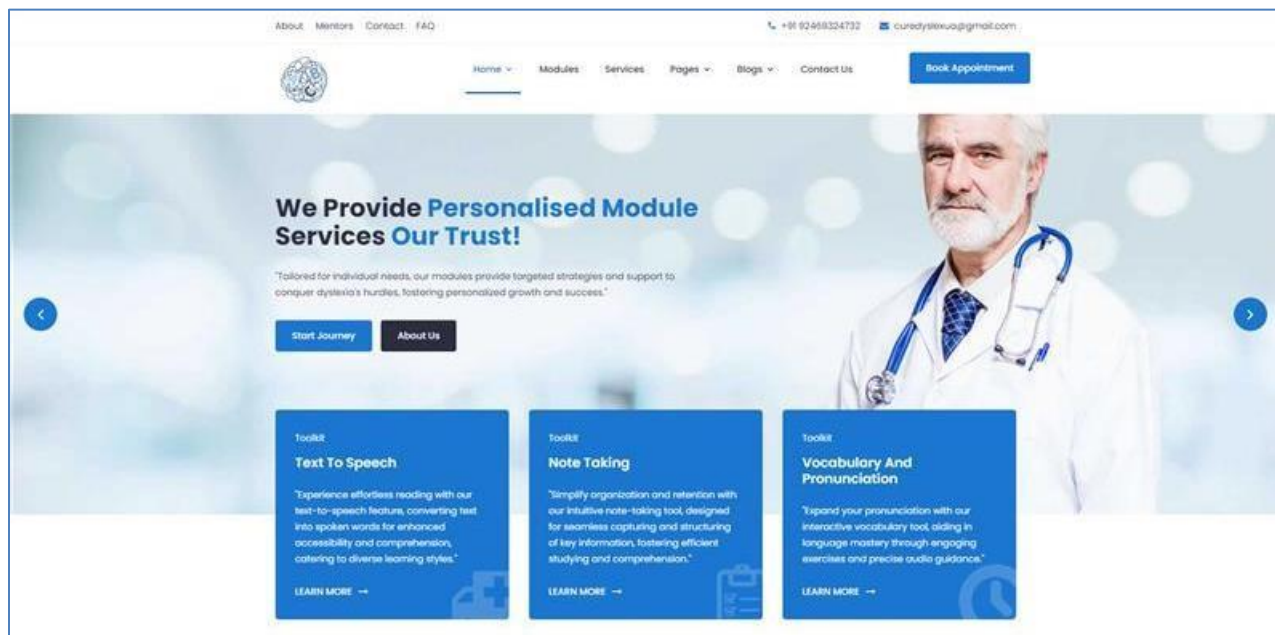 About Mentors Contact FAQ
+91 92469324732 curedyslexua@gmail.com
Home Modules Services Pages Blogs Contact Us Book Appointment
We Provide Personalised Module
Services Our Trust!
"Tailored for individual needs, our modules provide targeted strategies and support to
conquer dyslexia's hurdles, fostering personalized growth and success."
Start Journey About Us
Toolkit
Text To Speech
"Experience effortless reading with our
text-to-speech feature, converting text
into spoken words for enhanced
accessibility and comprehension,
catering to diverse learning styles."
LEARN MORE →
Toolkit
Note Taking
"Simplify organization and retention with
our intuitive note-taking tool, designed
for seamless capturing and structuring
of key information, fostering efficient
studying and comprehension."
LEARN MORE →
Toolkit
Vocabulary And
Pronunciation
"Expand your pronunciation with our
interactive vocabulary tool, aiding in
language mastery through engaging
exercises and precise audio guidance."
LEARN MORE →